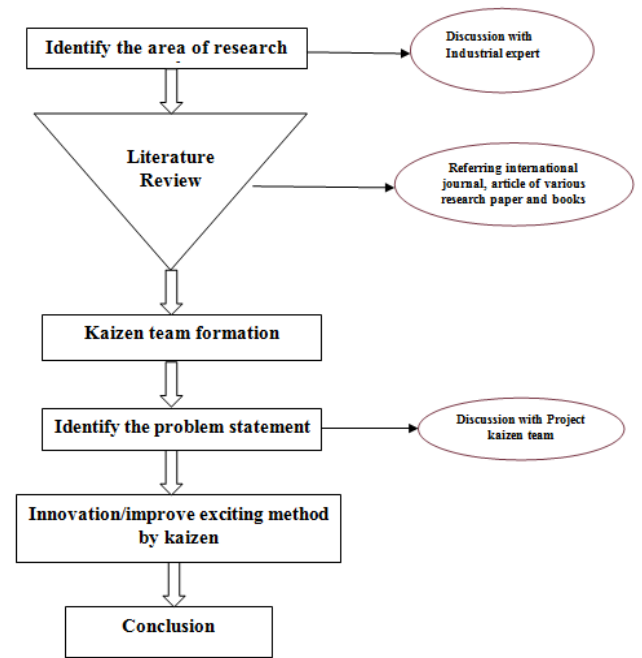 Identify the area of research
Discussion with
Industrial expert
Literature
Review
Referring international
journal, article of various
research paper and books
Kaizen team formation
Identify the problem statement
Discussion with Project
kaizen team
Innovation/improve exciting method
by kaizen
Conclusion